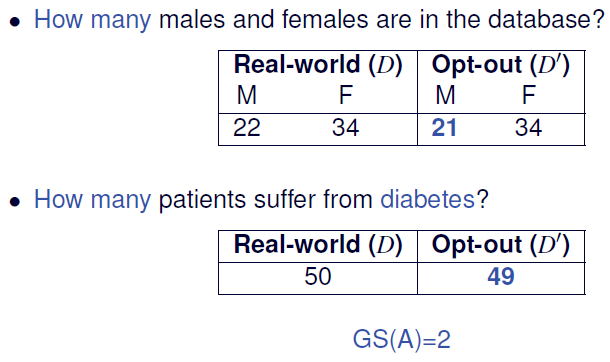 • How many males and females are in the database?
Real-world (D) Opt-out (D′)
M F M F
22 34 21 34
• How many patients suffer from diabetes?
Real-world (D) Opt-out (D′)
50 49
GS(A)=2